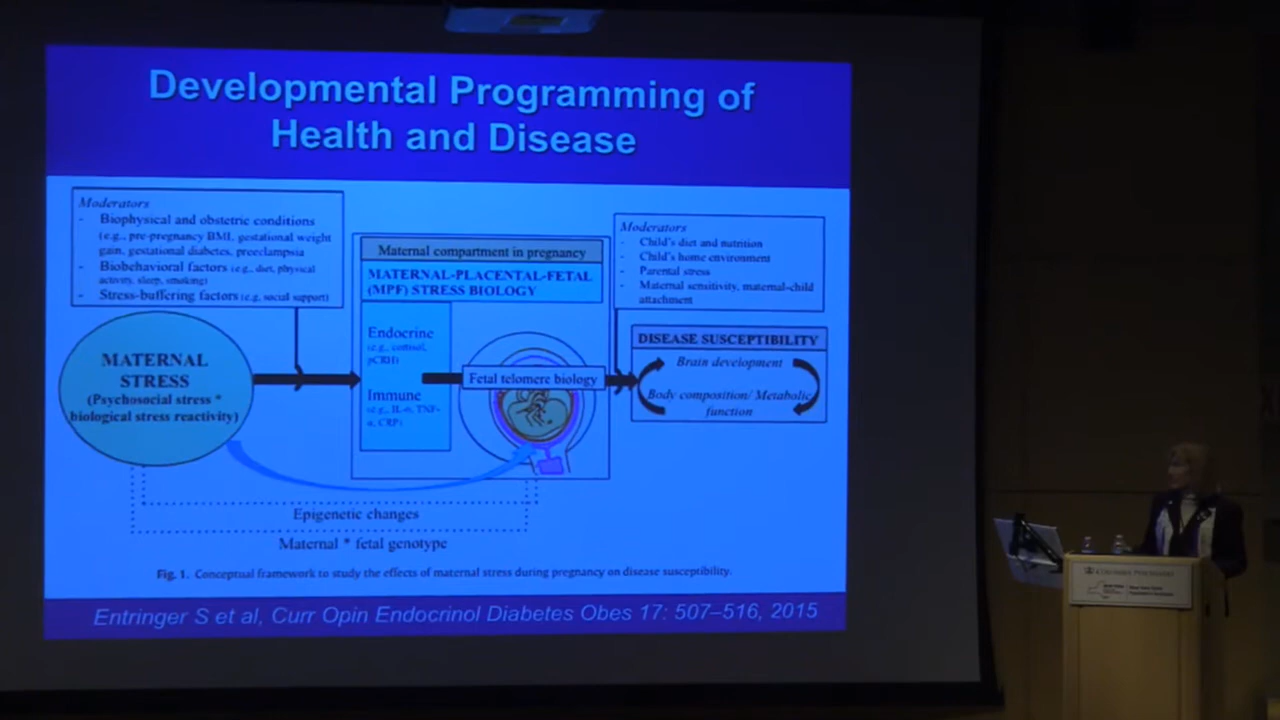 Developmental Programming of
Health and Disease
Moderators
- Biophysical and obstetric conditions
(e.g., pre-pregnancy BMI, gestational weight
gain, gestational diabetes, preeclampsia
- Biobehavioral factors (e.g., diet, physical
activity, sleep, smoking)
- Stress-buffering factors (e.g. social support)
MATERNAL
STRESS
(Psychosocial stress *
biological stress reactivity)
Maternal compartment in pregnancy
MATERNAL-PLACENTAL-FETAL
(MPF) STRESS BIOLOGY
Endocrine
(e.g., cortisol,
pCRH)
Immune
(e.g., IL-6, TNF-
α, CRP)
Fetal telomere biology
Moderators
- Child's diet and nutrition
- Child's home environment
- Parental stress
- Maternal sensitivity, maternal-child
attachment
DISEASE SUSCEPTIBILITY
Brain development
Body composition/ Metabolic
function
Epigenetic changes
Maternal * fetal genotype
Fig. 1. Conceptual framework to study the effects of maternal stress during pregnancy on disease susceptibility.
Entringer S et al, Curr Opin Endocrinol Diabetes Obes 17: 507–516, 2015
COLUMBIA PSYCHIATRY